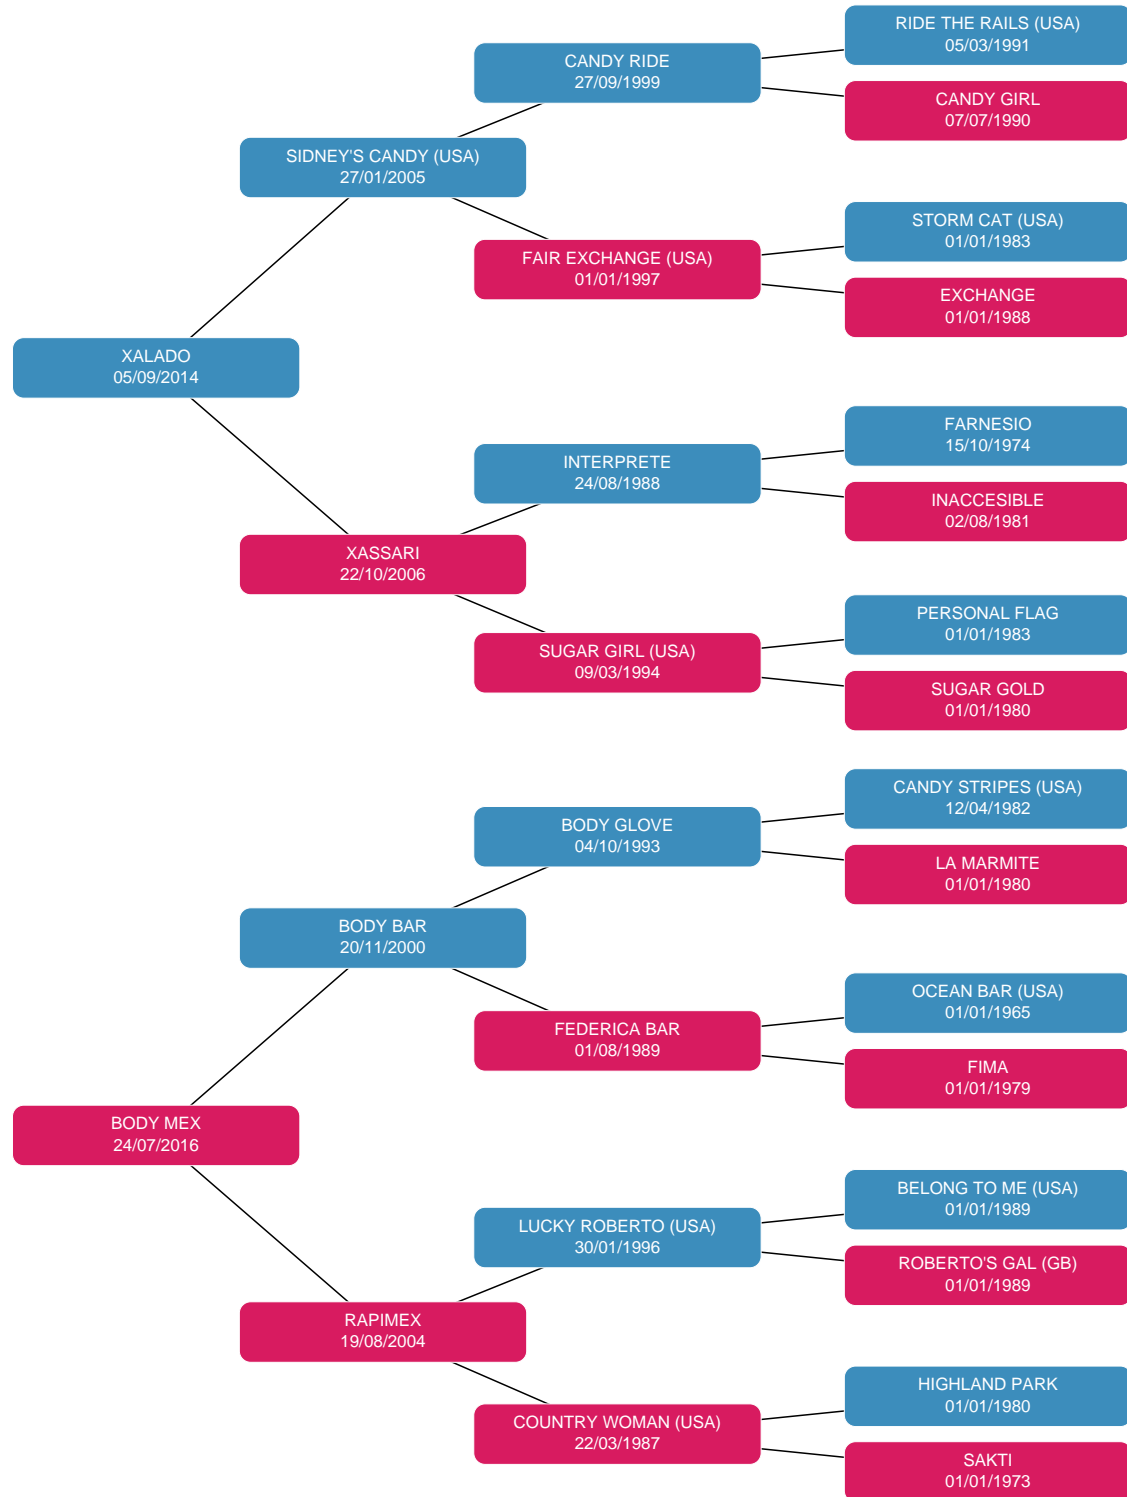 RIDE THE RAILS (USA)
05/03/1991
CANDY RIDE
27/09/1999
CANDY GIRL
07/07/1990
SIDNEY'S CANDY (USA)
27/01/2005
STORM CAT (USA)
01/01/1983
FAIR EXCHANGE (USA)
01/01/1997
EXCHANGE
01/01/1988
XALADO
05/09/2014
FARNESIO
15/10/1974
INTERPRETE
24/08/1988
INACCESIBLE
02/08/1981
XASSARI
22/10/2006
PERSONAL FLAG
01/01/1983
SUGAR GIRL (USA)
09/03/1994
SUGAR GOLD
01/01/1980
CANDY STRIPES (USA)
12/04/1982
BODY GLOVE
04/10/1993
LA MARMITE
01/01/1980
BODY BAR
20/11/2000
OCEAN BAR (USA)
01/01/1965
FEDERICA BAR
01/08/1989
FIMA
01/01/1979
BODY MEX
24/07/2016
BELONG TO ME (USA)
01/01/1989
LUCKY ROBERTO (USA)
30/01/1996
ROBERTO'S GAL (GB)
01/01/1989
RAPIMEX
19/08/2004
HIGHLAND PARK
01/01/1980
COUNTRY WOMAN (USA)
22/03/1987
SAKTI
01/01/1973